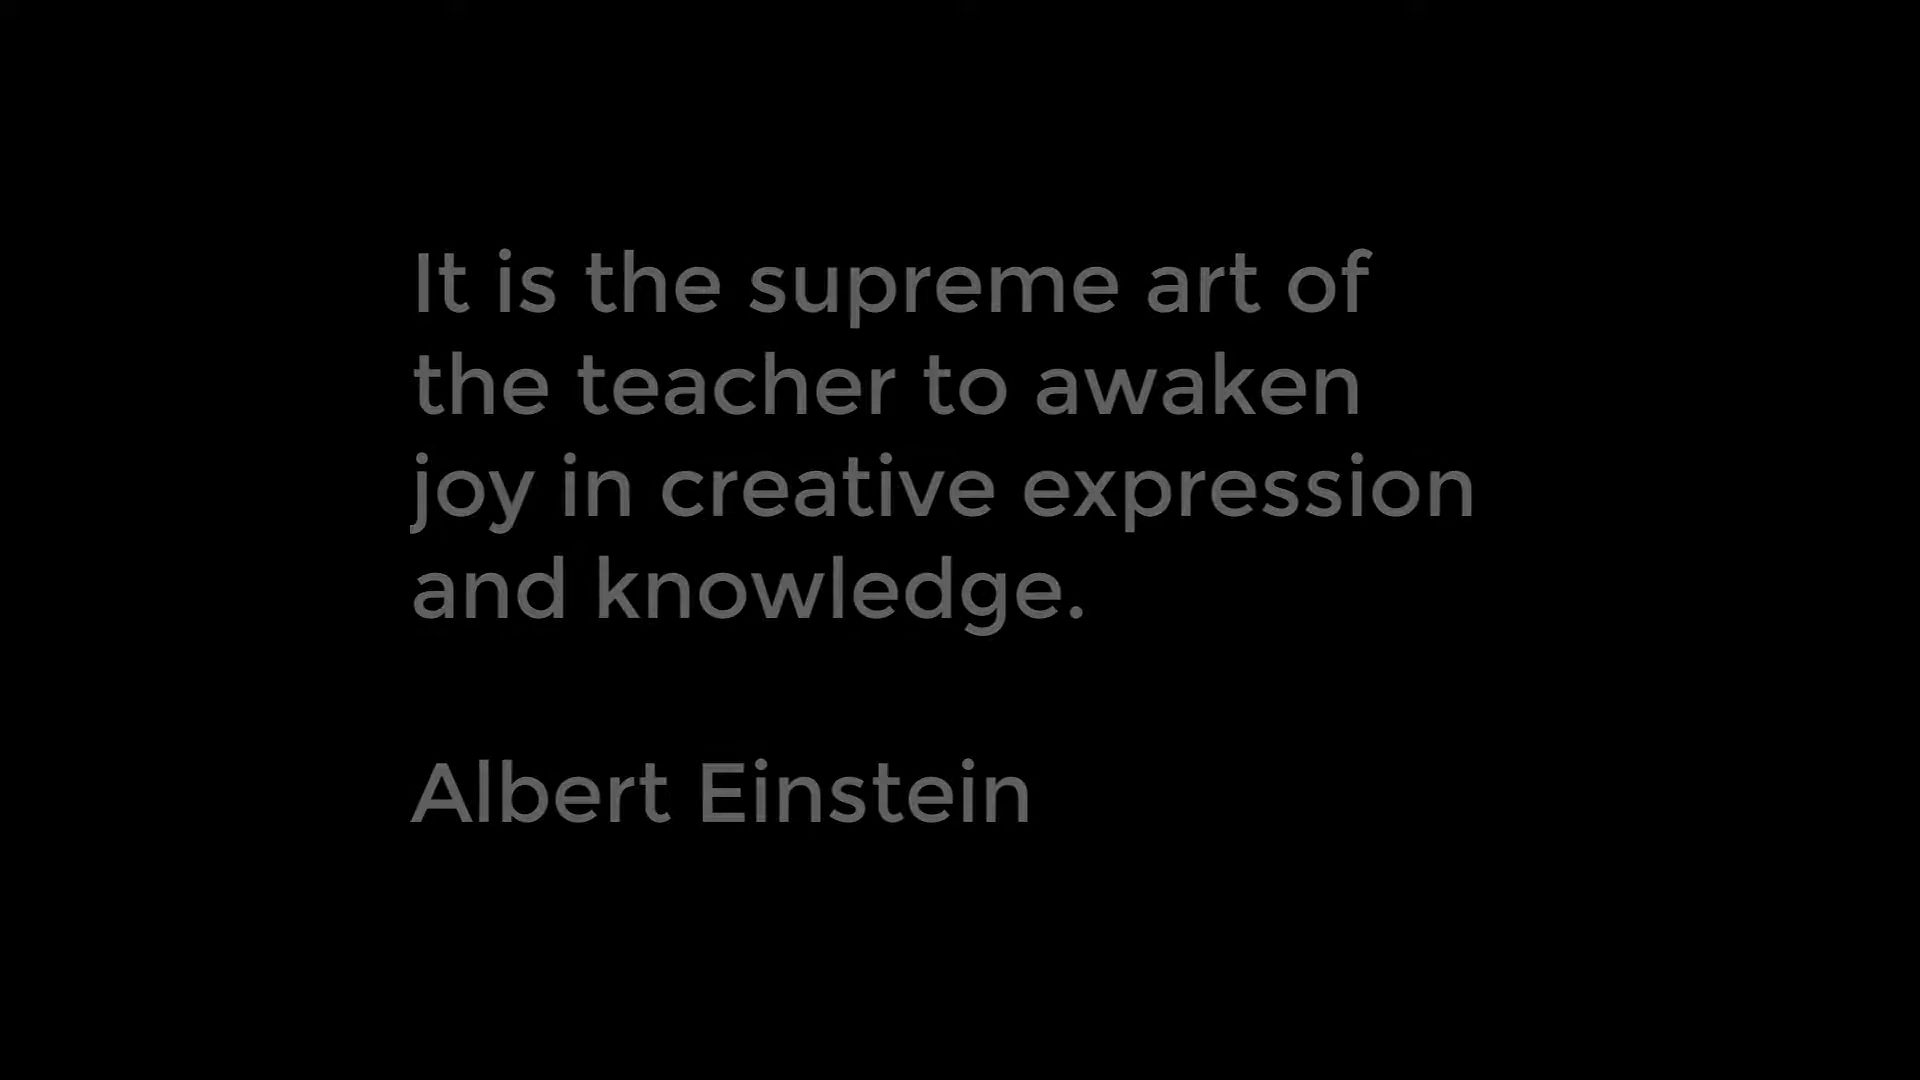 It is the supreme art of
the teacher to awaken
joy in creative expression
and knowledge.
Albert Einstein